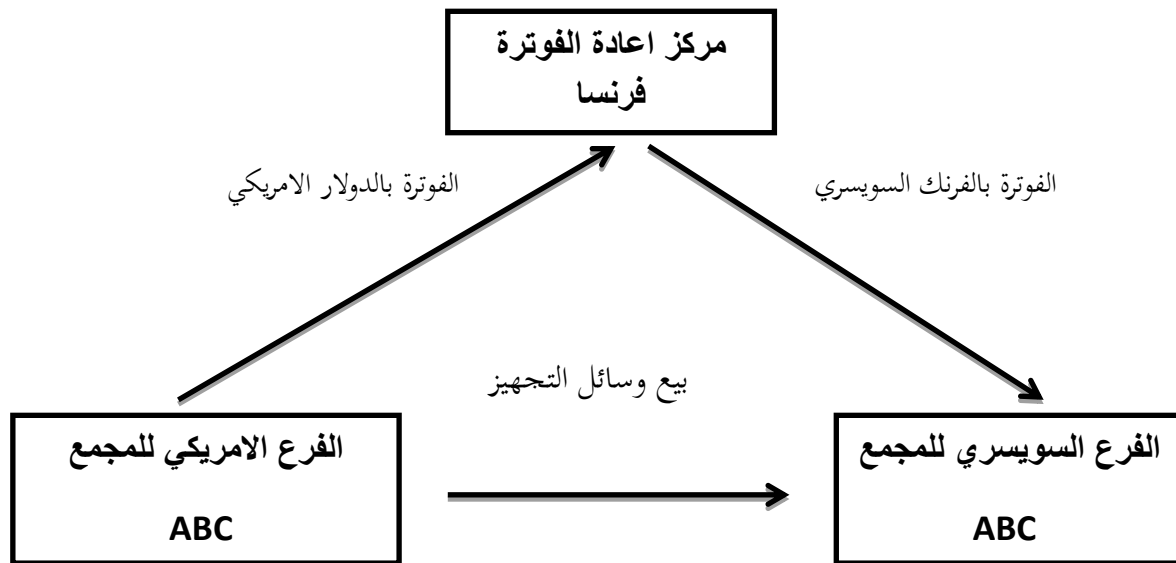 مركز اعادة الفوترة
فرنسا
الفوترة بالفرنك السويسري
الفوترة بالدولار الامريكي
بيع وسائل التجهيز
الفرع السويسري للمجمع
ABC
الفرع الامريكي للمجمع
ABC